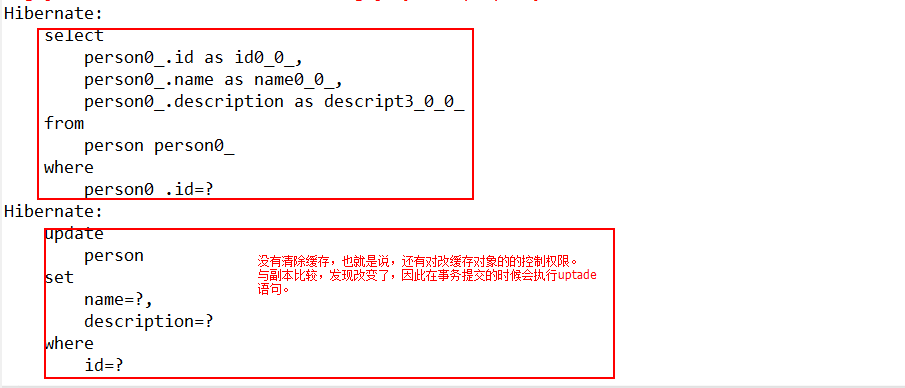 Hibernate:
select
person0_.id as id0_0_,
person0_.name as name0_0_,
person0_.description as descript3_0_0_
from
person person0_
where
person0_.id=?
Hibernate:
update
person
set
name=?,
description=?
where
id=?
没有清除缓存，也就是说，还有对改缓存对象的的控制权限。
与副本比较，发现改变了，因此在事务提交的时候会执行uptade
语句。